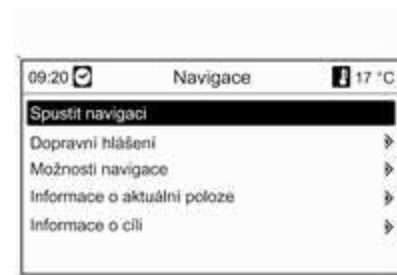 09:20 Navigace 17 °C
Spustit navigaci
Dopravní hlášení
Možnosti navigace
Informace o aktuální poloze
Informace o cíli